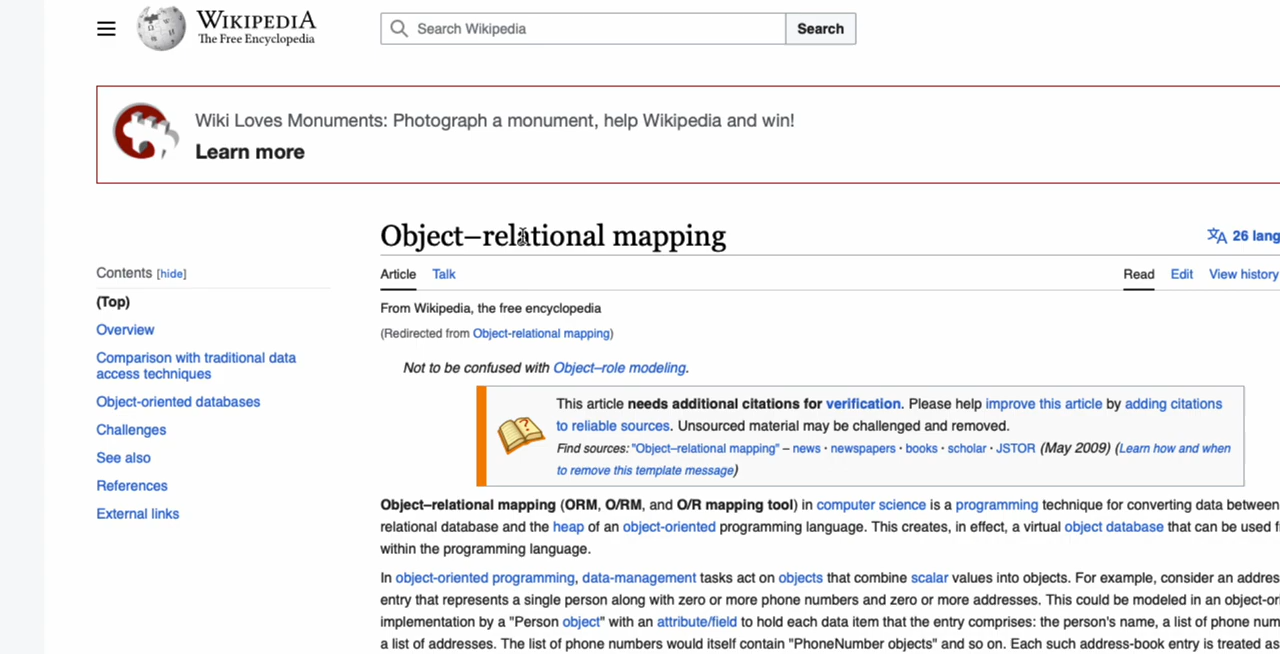 WIKIPEDIA
The Free Encyclopedia
Search Wikipedia
Search
Wiki Loves Monuments: Photograph a monument, help Wikipedia and win!
Learn more
Object–relational mapping
26 lang
Contents [hide]
Article Talk Read Edit View history
(Top)
Overview
Comparison with traditional data
access techniques
Object-oriented databases
Challenges
See also
References
External links
From Wikipedia, the free encyclopedia
(Redirected from Object-relational mapping)
Not to be confused with Object–role modeling.
This article needs additional citations for verification. Please help improve this article by adding citations
to reliable sources. Unsourced material may be challenged and removed.
Find sources: "Object–relational mapping" – news · newspapers · books · scholar · JSTOR (May 2009) (Learn how and when
to remove this template message)
Object–relational mapping (ORM, O/RM, and O/R mapping tool) in computer science is a programming technique for converting data between
relational database and the heap of an object-oriented programming language. This creates, in effect, a virtual object database that can be used
within the programming language.
In object-oriented programming, data-management tasks act on objects that combine scalar values into objects. For example, consider an addres
entry that represents a single person along with zero or more phone numbers and zero or more addresses. This could be modeled in an object-or
implementation by a "Person object" with an attribute/field to hold each data item that the entry comprises: the person's name, a list of phone num
a list of addresses. The list of phone numbers would itself contain "PhoneNumber objects" and so on. Each such address-book entry is treated as